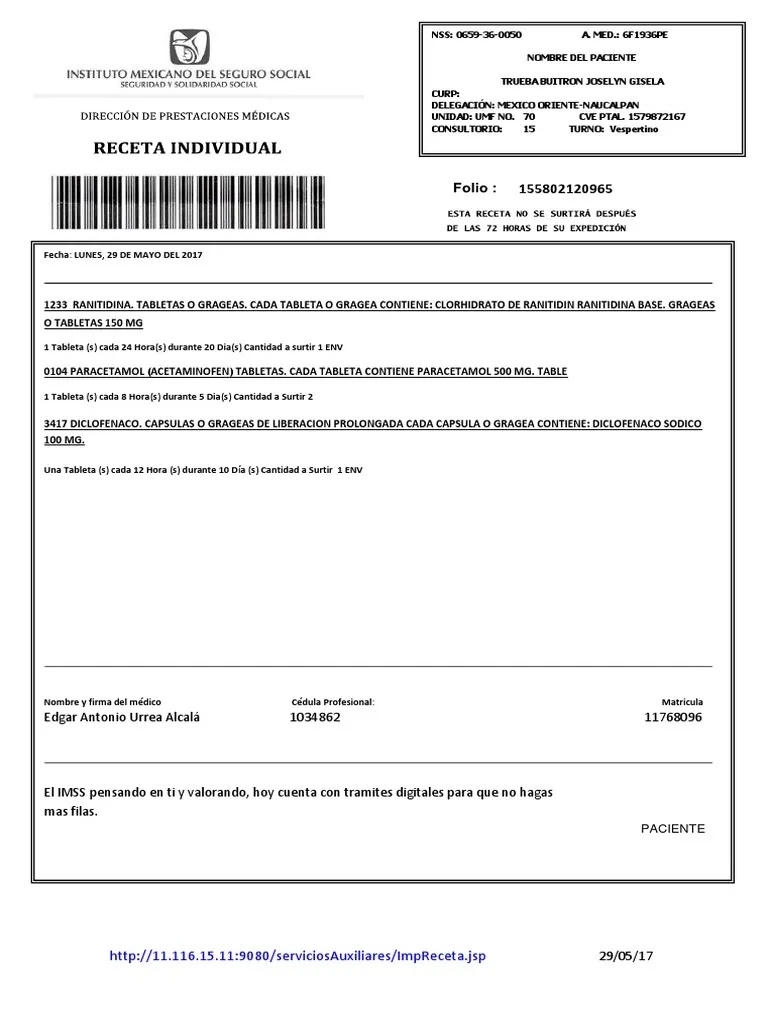 INSTITUTO MEXICANO DEL SEGURO SOCIAL
SEGURIDAD Y SOLIDARIDAD SOCIAL
DIRECCIÓN DE PRESTACIONES MÉDICAS
RECETA INDIVIDUAL
NSS: 0659-36-0050 A. MED.: 6F1936PE
NOMBRE DEL PACIENTE
TRUEBA BUITRON JOSELYN GISELA
CURP:
DELEGACIÓN: MEXICO ORIENTE-NAUCALPAN
UNIDAD: UMF NO. 70 CVE PTAL. 1579872167
CONSULTORIO: 15 TURNO: Vespertino
Folio : 155802120965
ESTA RECETA NO SE SURTIRÁ DESPUÉS
DE LAS 72 HORAS DE SU EXPEDICIÓN
Fecha: LUNES, 29 DE MAYO DEL 2017
1233 RANITIDINA. TABLETAS O GRAGEAS. CADA TABLETA O GRAGEA CONTIENE: CLORHIDRATO DE RANITIDIN RANITIDINA BASE. GRAGEAS
O TABLETAS 150 MG
1 Tableta (s) cada 24 Hora(s) durante 20 Dia(s) Cantidad a surtir 1 ENV
0104 PARACETAMOL (ACETAMINOFEN) TABLETAS. CADA TABLETA CONTIENE PARACETAMOL 500 MG. TABLE
1 Tableta (s) cada 8 Hora(s) durante 5 Dia(s) Cantidad a Surtir 2
3417 DICLOFENACO. CAPSULAS O GRAGEAS DE LIBERACION PROLONGADA CADA CAPSULA O GRAGEA CONTIENE: DICLOFENACO SODICO
100 MG.
Una Tableta (s) cada 12 Hora (s) durante 10 Día (s) Cantidad a Surtir 1 ENV
Nombre y firma del médico Cédula Profesional: Matricula
Edgar Antonio Urrea Alcalá 1034862 11768096
El IMSS pensando en ti y valorando, hoy cuenta con tramites digitales para que no hagas
mas filas.
PACIENTE
http://11.116.15.11:9080/serviciosAuxiliares/ImpReceta.jsp 29/05/17